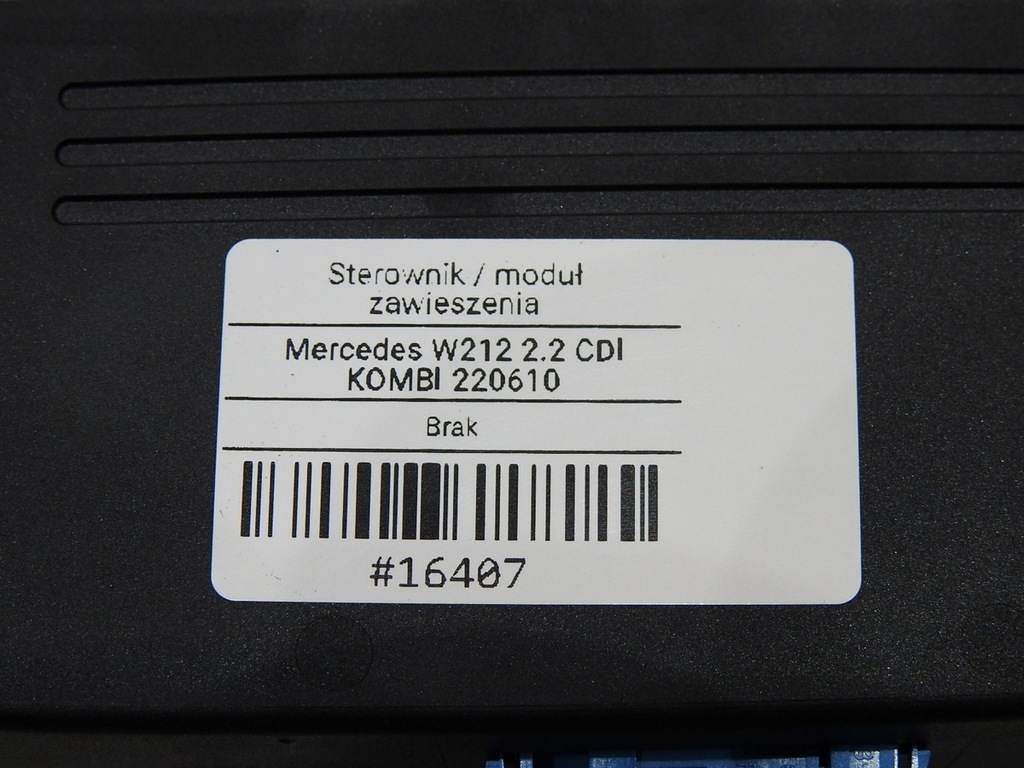 Sterownik / moduł
zawieszenia
Mercedes W212 2.2 CDI
KOMBI 220610
Brak
#16407